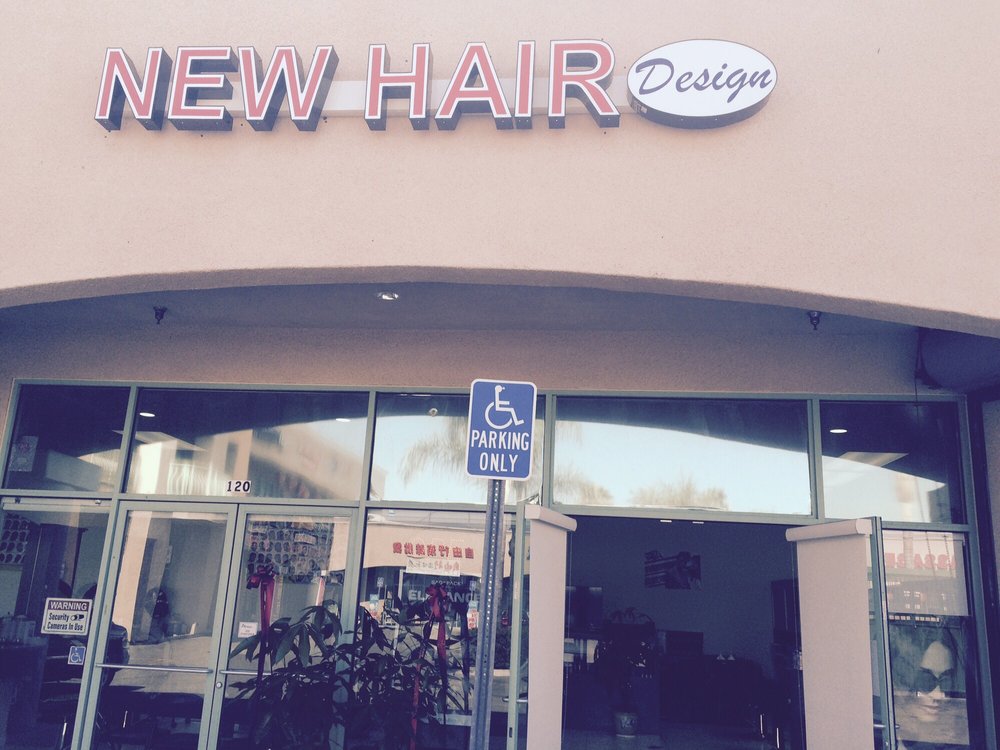 NEW HAIR Design
PARKING
ONLY
120
WARNING
Security
Cameras In Use